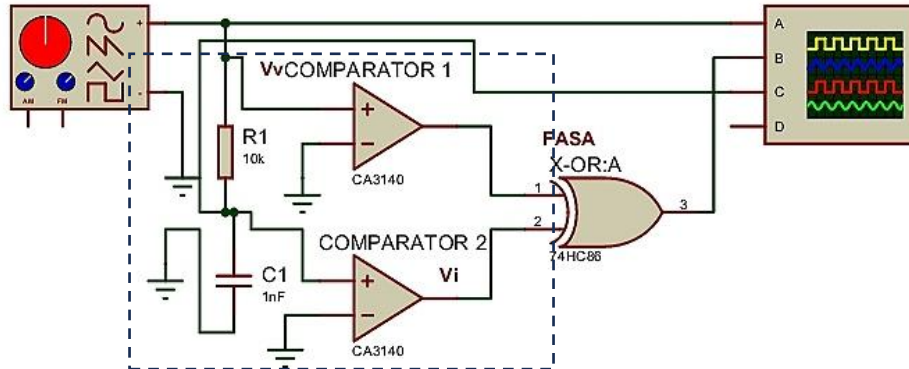 +
-
AM
FM
VvCOMPARATOR 1
+
-
CA3140
R1
10k
FASA
X-OR:A
1
2
3
74HC86
COMPARATOR 2
+
-
Vi
CA3140
C1
1nF
A
B
C
D